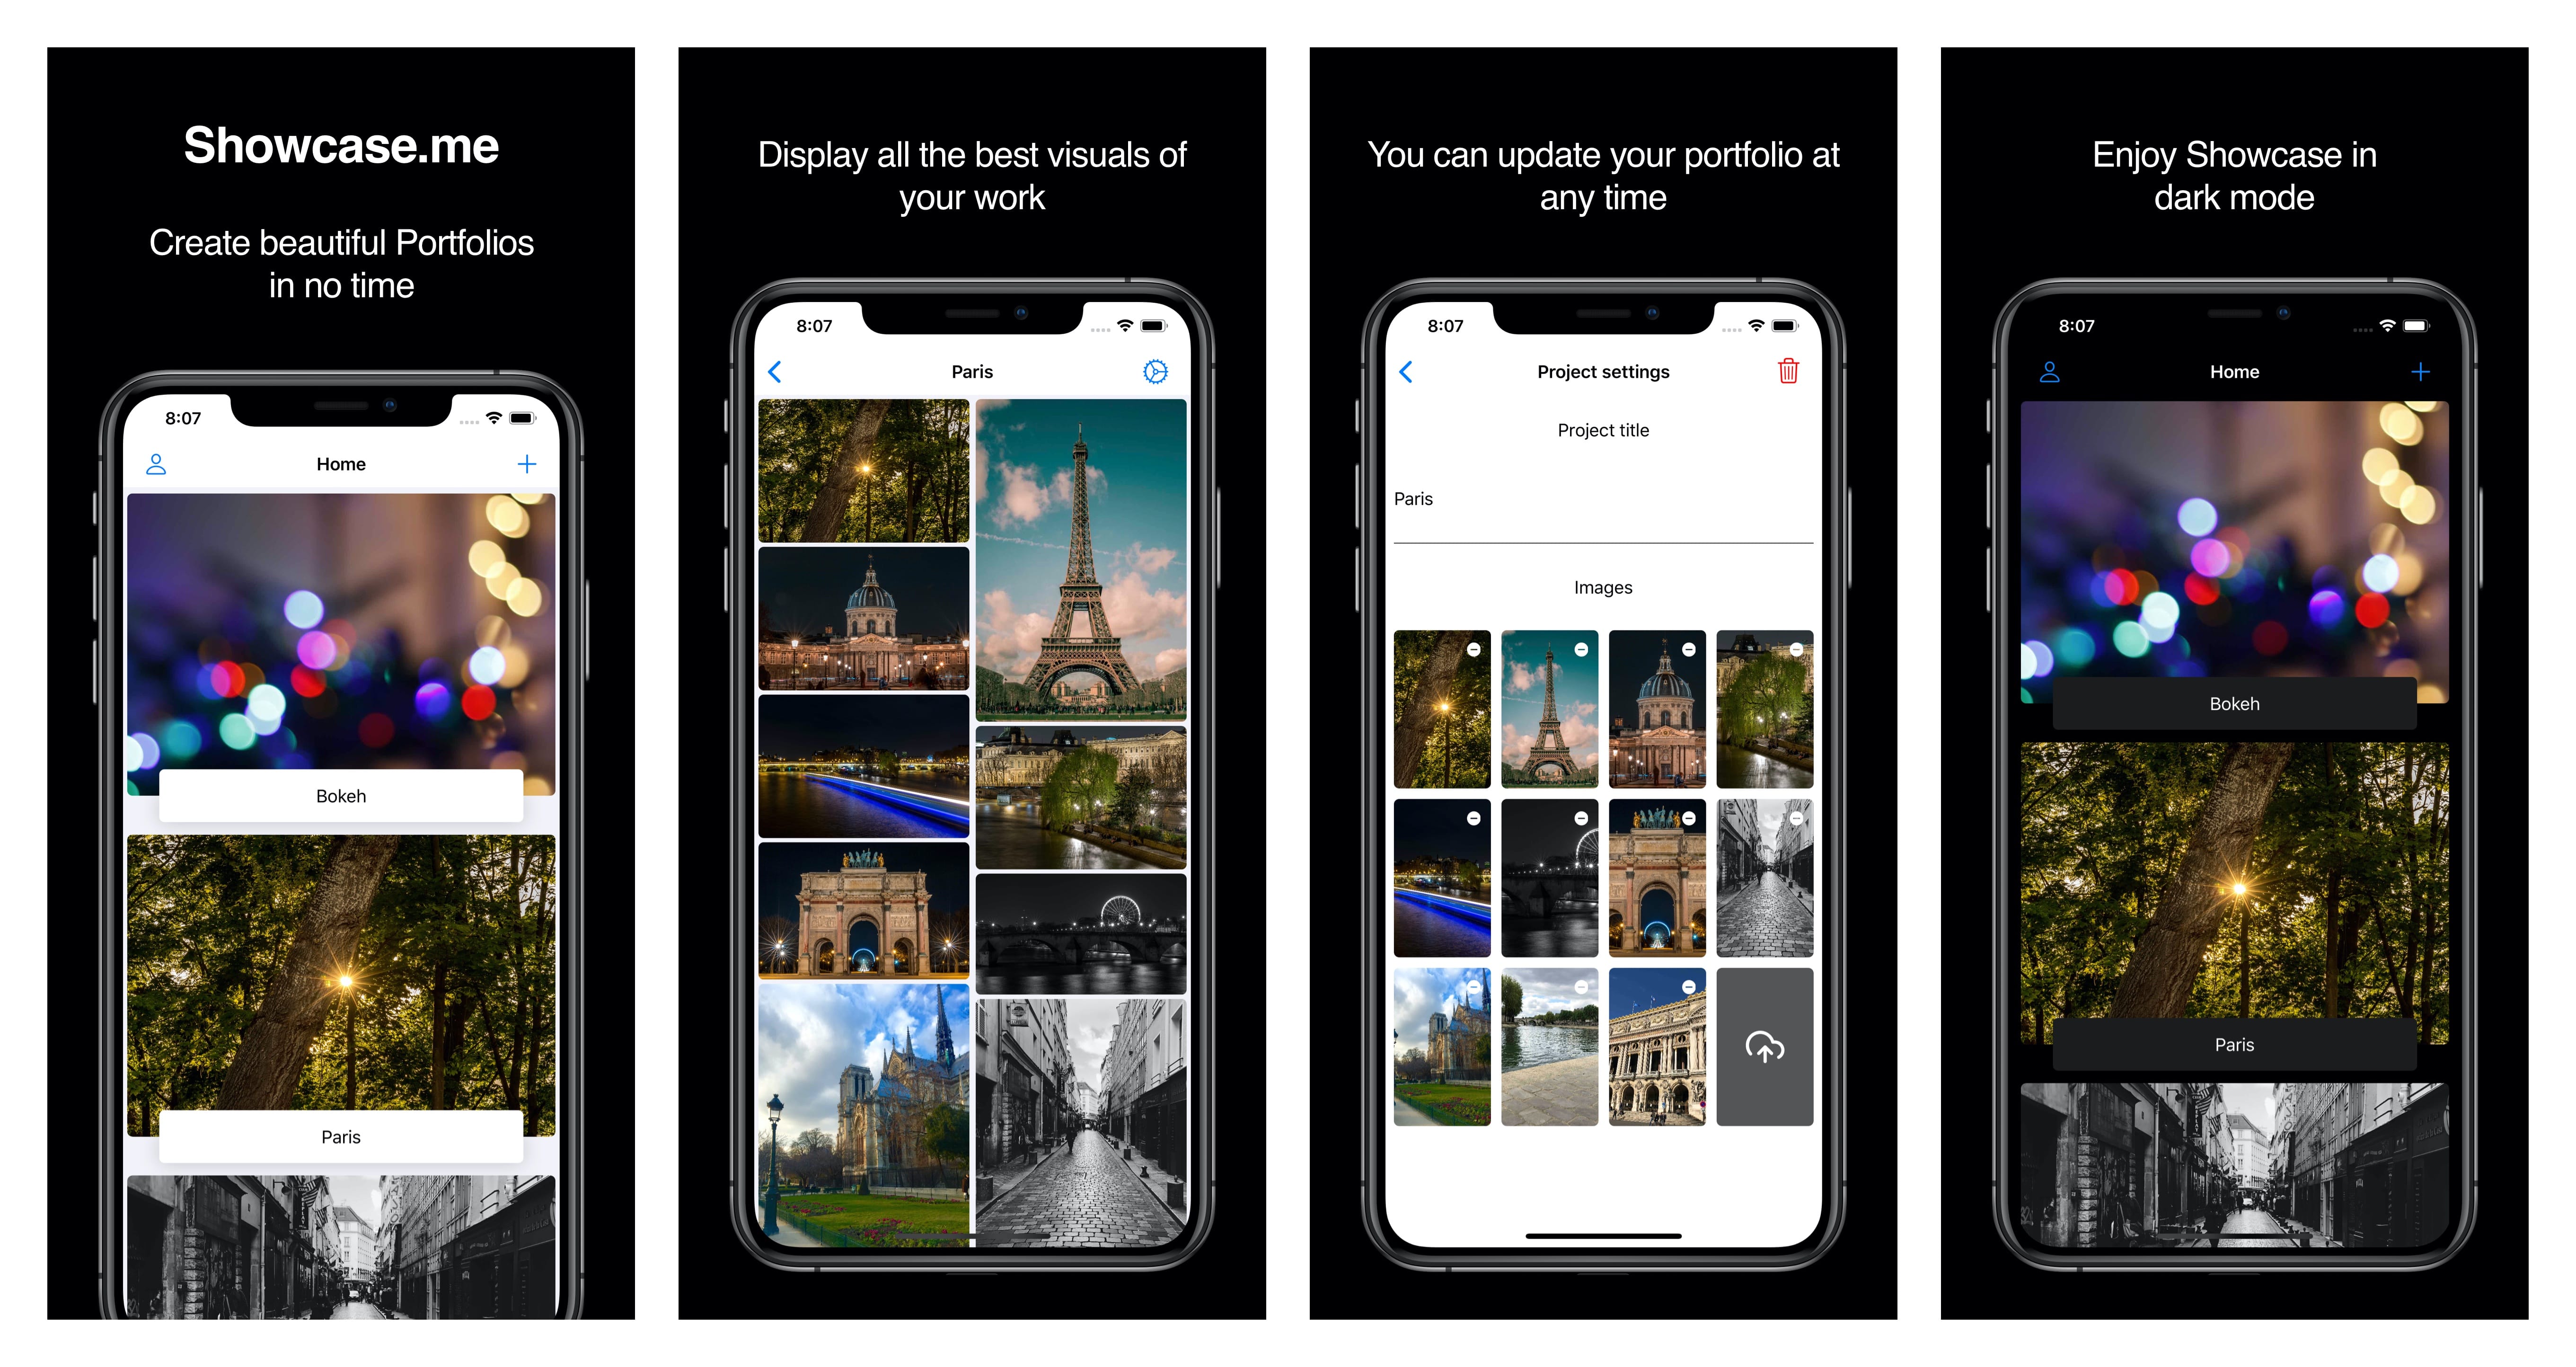 Showcase.me
Create beautiful Portfolios
in no time
8:07
Home
Bokeh
Paris
Display all the best visuals of
your work
8:07
Paris
You can update your portfolio at
any time
8:07
Project settings
Project title
Paris
Images
Enjoy Showcase in
dark mode
8:07
Home
Bokeh
Paris